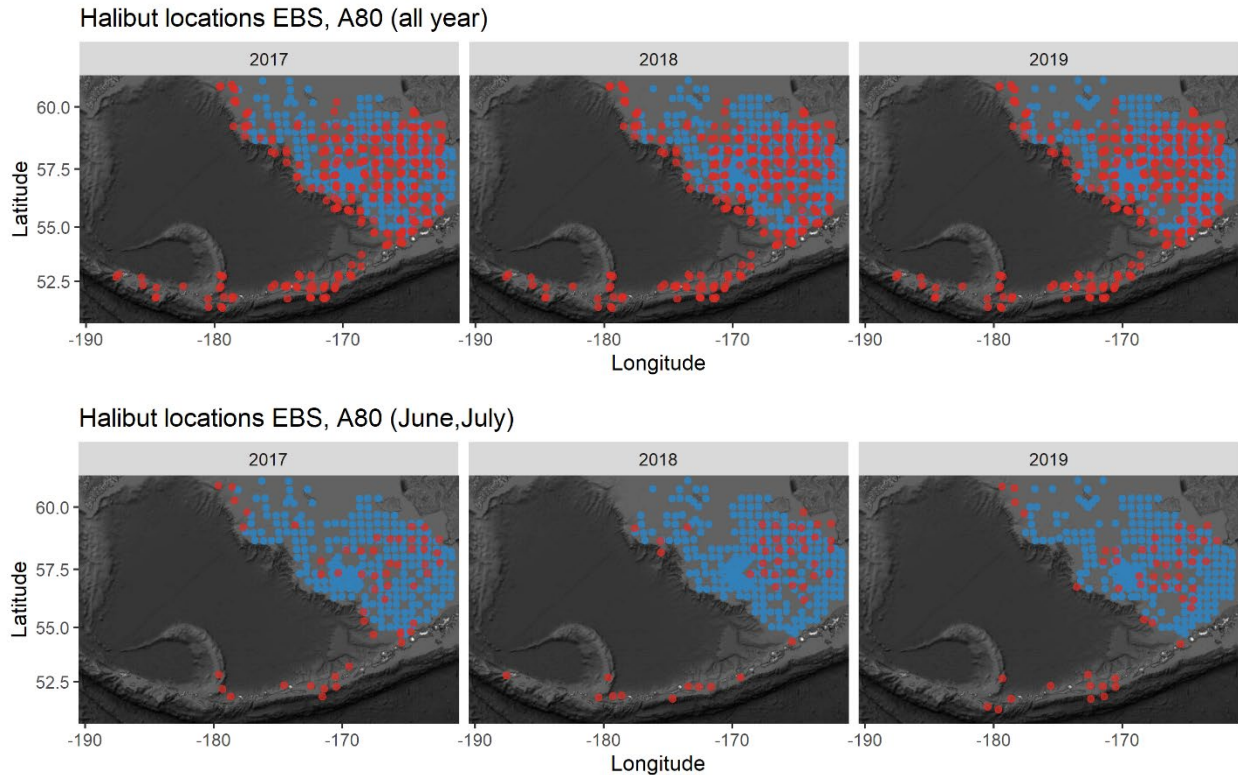 Halibut locations EBS, A80 (all year)
2017 2018 2019
60.0
57.5
55.0
52.5
Latitude
-190 -180 -170 -190 -180 -170 -190 -180 -170
Longitude
Halibut locations EBS, A80 (June,July)
2017 2018 2019
60.0
57.5
55.0
52.5
Latitude
-190 -180 -170 -190 -180 -170 -190 -180 -170
Longitude